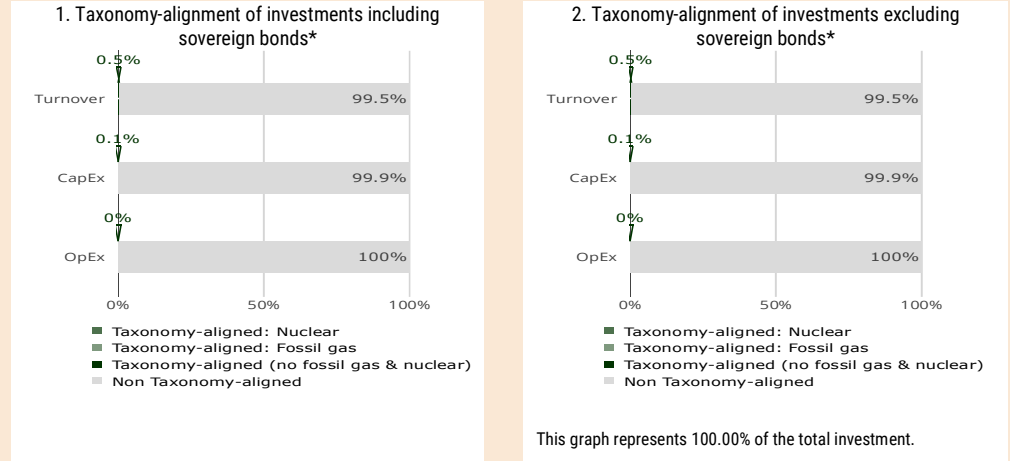 1. Taxonomy-alignment of investments including
sovereign bonds*
0.5%
Turnover
99.5%
0.1%
CapEx
99.9%
0%
OpEx
100%
0%
50%
100%
Taxonomy-aligned: Nuclear
Taxonomy-aligned: Fossil gas
Taxonomy-aligned (no fossil gas & nuclear)
Non Taxonomy-aligned
2. Taxonomy-alignment of investments excluding
sovereign bonds*
0.5%
Turnover
99.5%
0.1%
CapEx
99.9%
0%
OpEx
100%
0%
50%
100%
Taxonomy-aligned: Nuclear
Taxonomy-aligned: Fossil gas
Taxonomy-aligned (no fossil gas & nuclear)
Non Taxonomy-aligned
This graph represents 100.00% of the total investment.